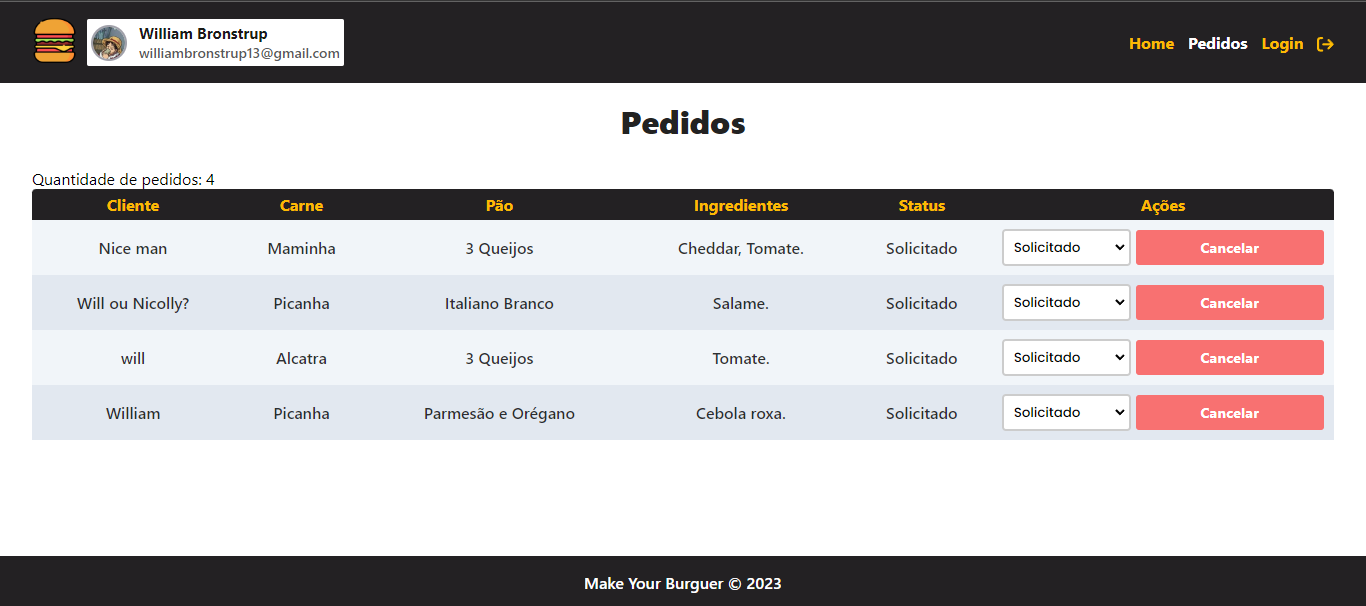 William Bronstrup
williambronstrup13@gmail.com
Home Pedidos Login
Pedidos
Quantidade de pedidos: 4
Cliente Carne Pão Ingredientes Status Ações
Nice man Maminha 3 Queijos Cheddar, Tomate. Solicitado Solicitado Cancelar
Will ou Nicolly? Picanha Italiano Branco Salame. Solicitado Solicitado Cancelar
will Alcatra 3 Queijos Tomate. Solicitado Solicitado Cancelar
William Picanha Parmesão e Orégano Cebola roxa. Solicitado Solicitado Cancelar
Make Your Burguer © 2023